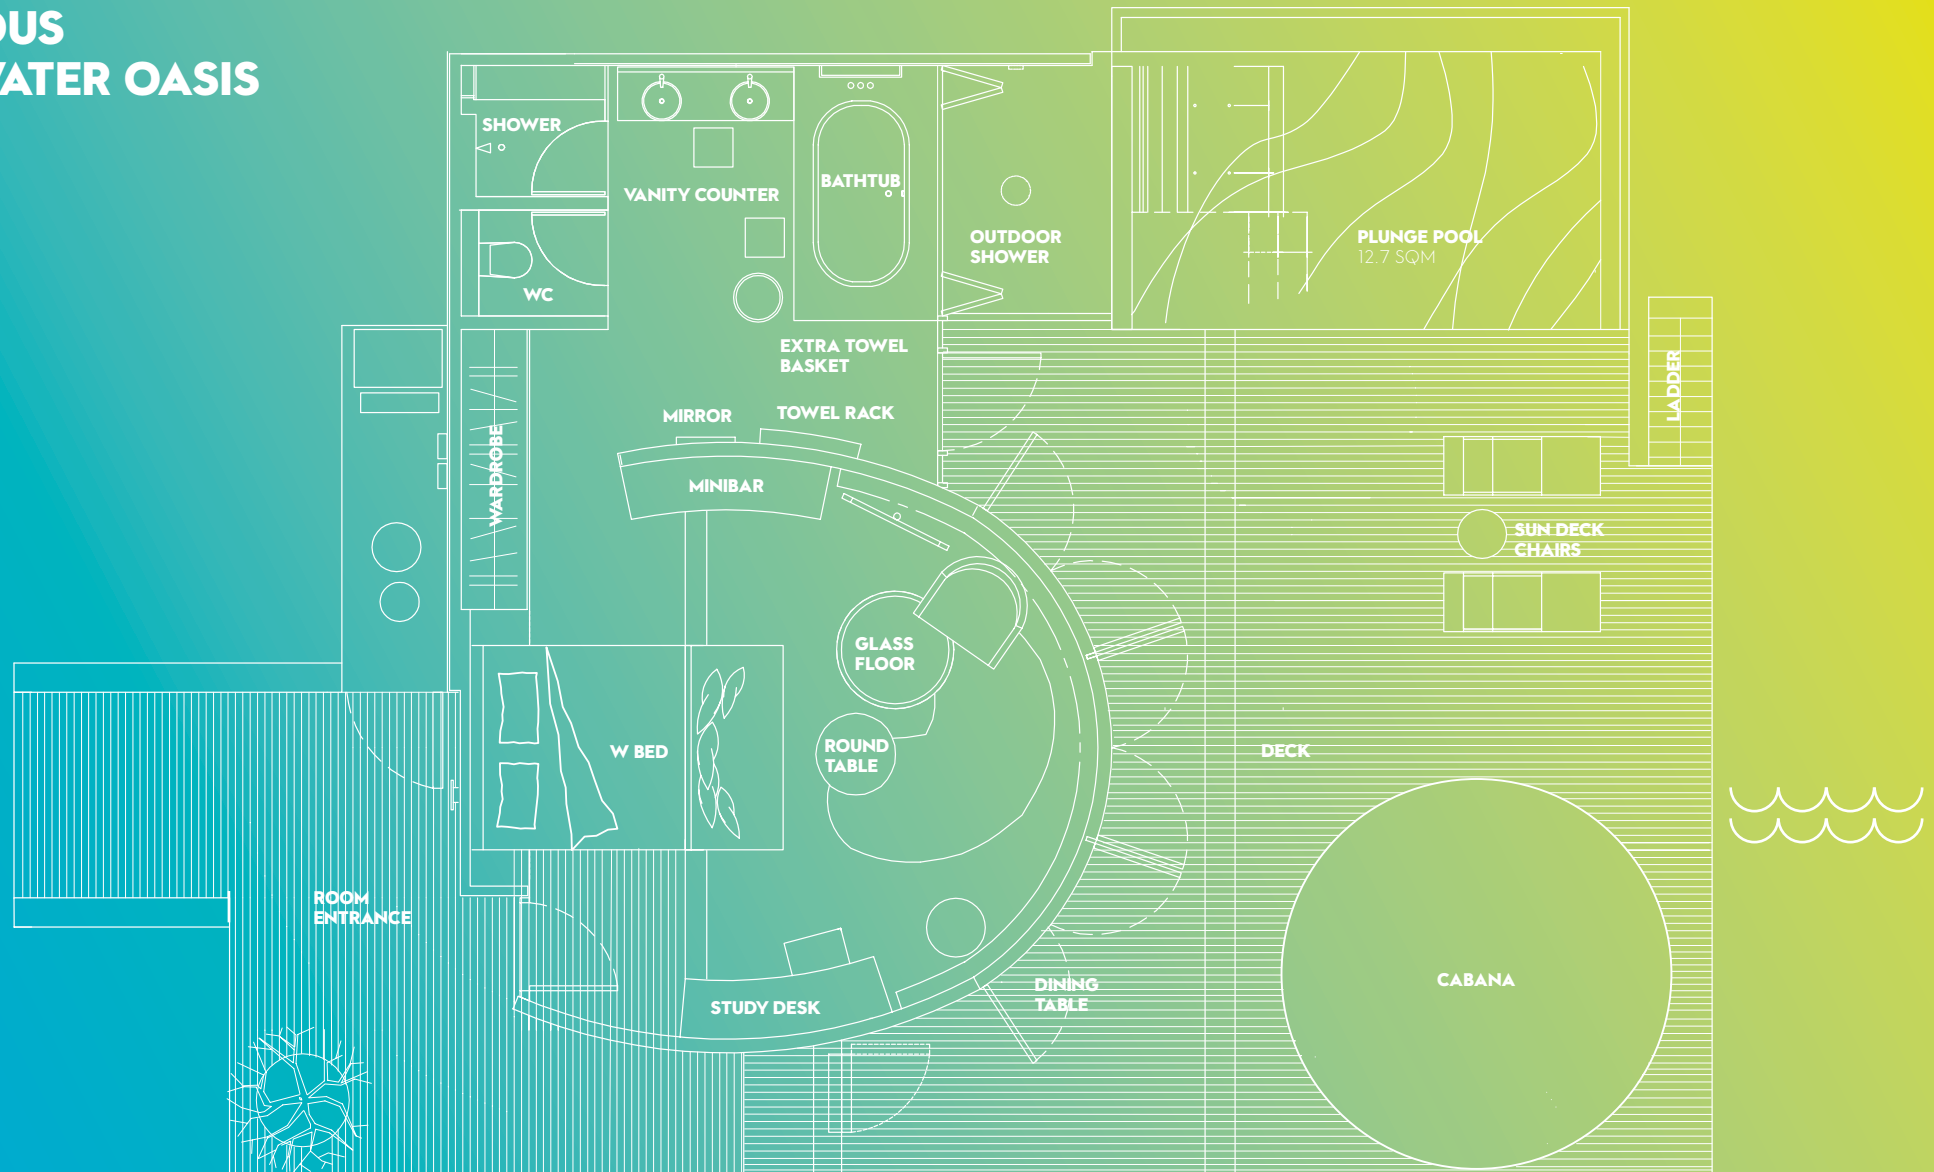 OUS
WATER OASIS
SHOWER
VANITY COUNTER
BATHTUB
OUTDOOR
SHOWER
PLUNGE POOL
12.7 SQM
WC
EXTRA TOWEL
BASKET
LADDER
MIRROR
TOWEL RACK
WARDROBE
MINIBAR
SUN DECK
CHAIRS
GLASS
FLOOR
W BED
ROUND
TABLE
DECK
ROOM
ENTRANCE
STUDY DESK
DINING
TABLE
CABANA